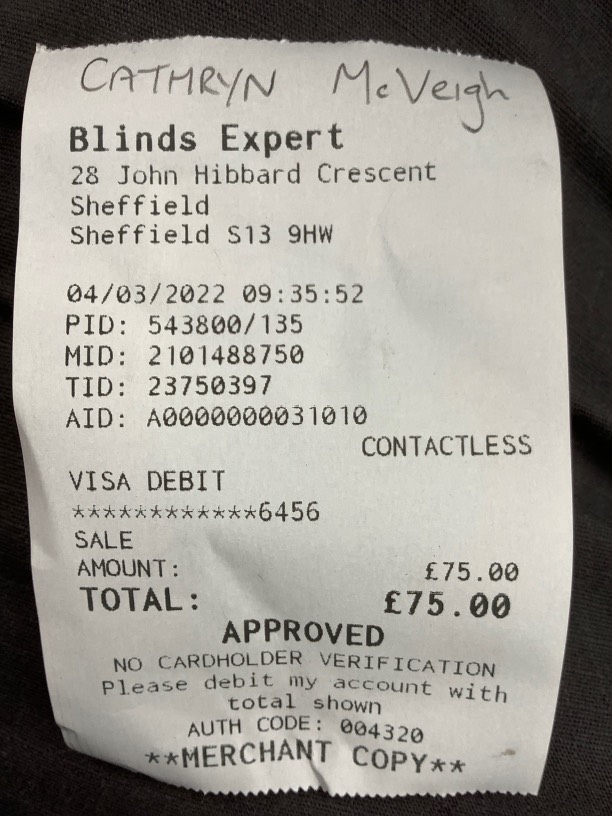 CATHRYN McVeigh
Blinds Expert
28 John Hibbard Crescent
Sheffield
Sheffield S13 9HW
04/03/2022 09:35:52
PID: 543800/135
MID: 2101488750
TID: 23750397
AID: A0000000031010
CONTACTLESS
VISA DEBIT
************6456
SALE
AMOUNT: £75.00
TOTAL: £75.00
APPROVED
NO CARDHOLDER VERIFICATION
Please debit my account with
total shown
AUTH CODE: 004320
**MERCHANT COPY**